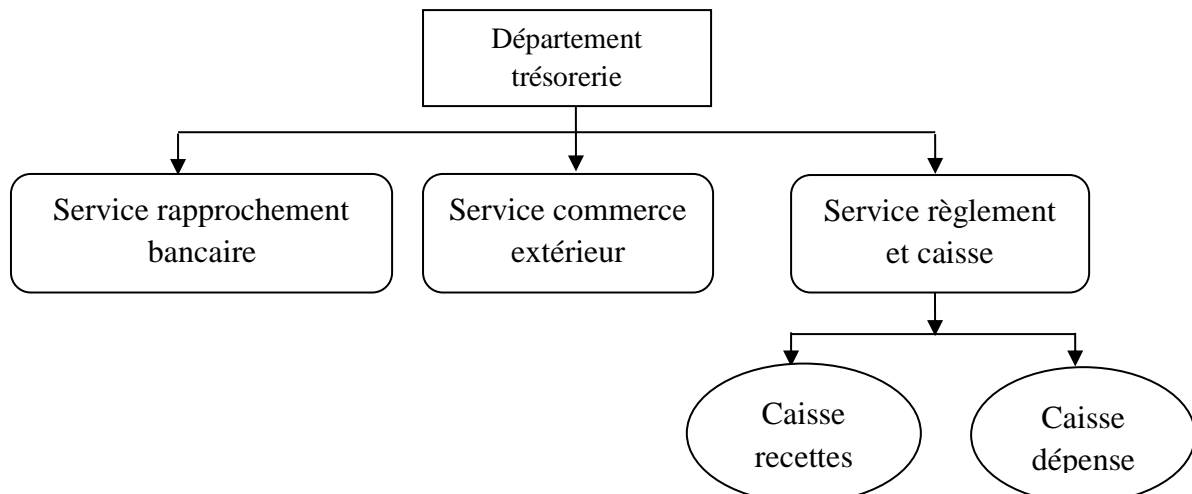 Département
trésorerie
Service rapprochement
bancaire
Service commerce
extérieur
Service règlement
et caisse
Caisse
recettes
Caisse
dépense